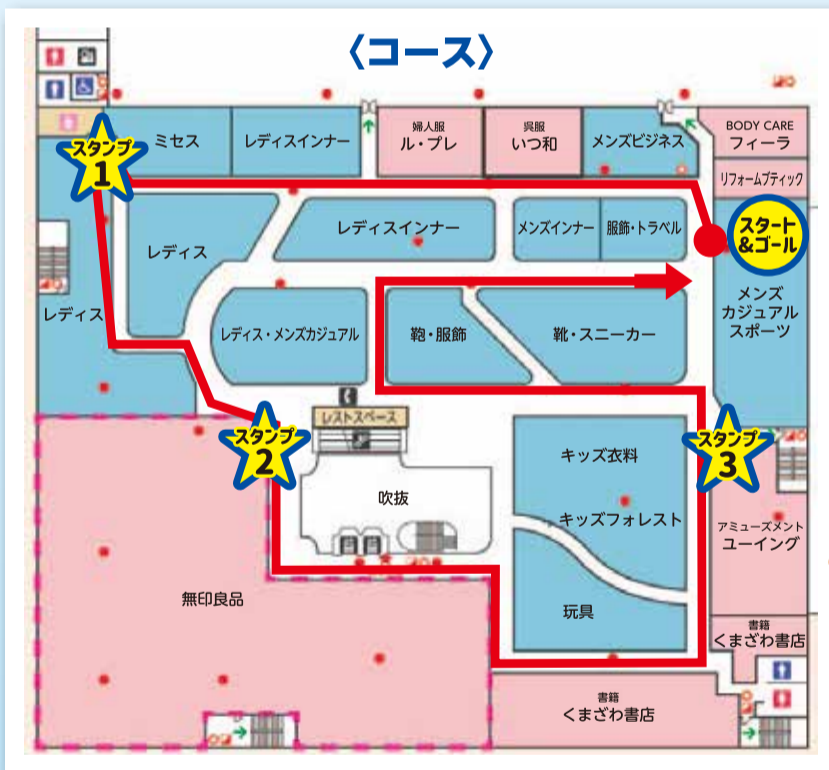 〈コース〉
スタンプ
1
ミセス
レディスインナー
婦人服
ル・プレ
呉服
いつ和
メンズビジネス
BODY CARE
フィーラ
リフォームブティック
レディス
レディスインナー
メンズインナー
服飾・トラベル
スタート
&ゴール
レディス
レディス・メンズカジュアル
鞄・服飾
靴・スニーカー
メンズ
カジュアル
スポーツ
スタンプ
2
レストスペース
吹抜
キッズ衣料
キッズフォレスト
スタンプ
3
アミューズメント
ユーイング
無印良品
玩具
書籍
くまざわ書店
書籍
くまざわ書店